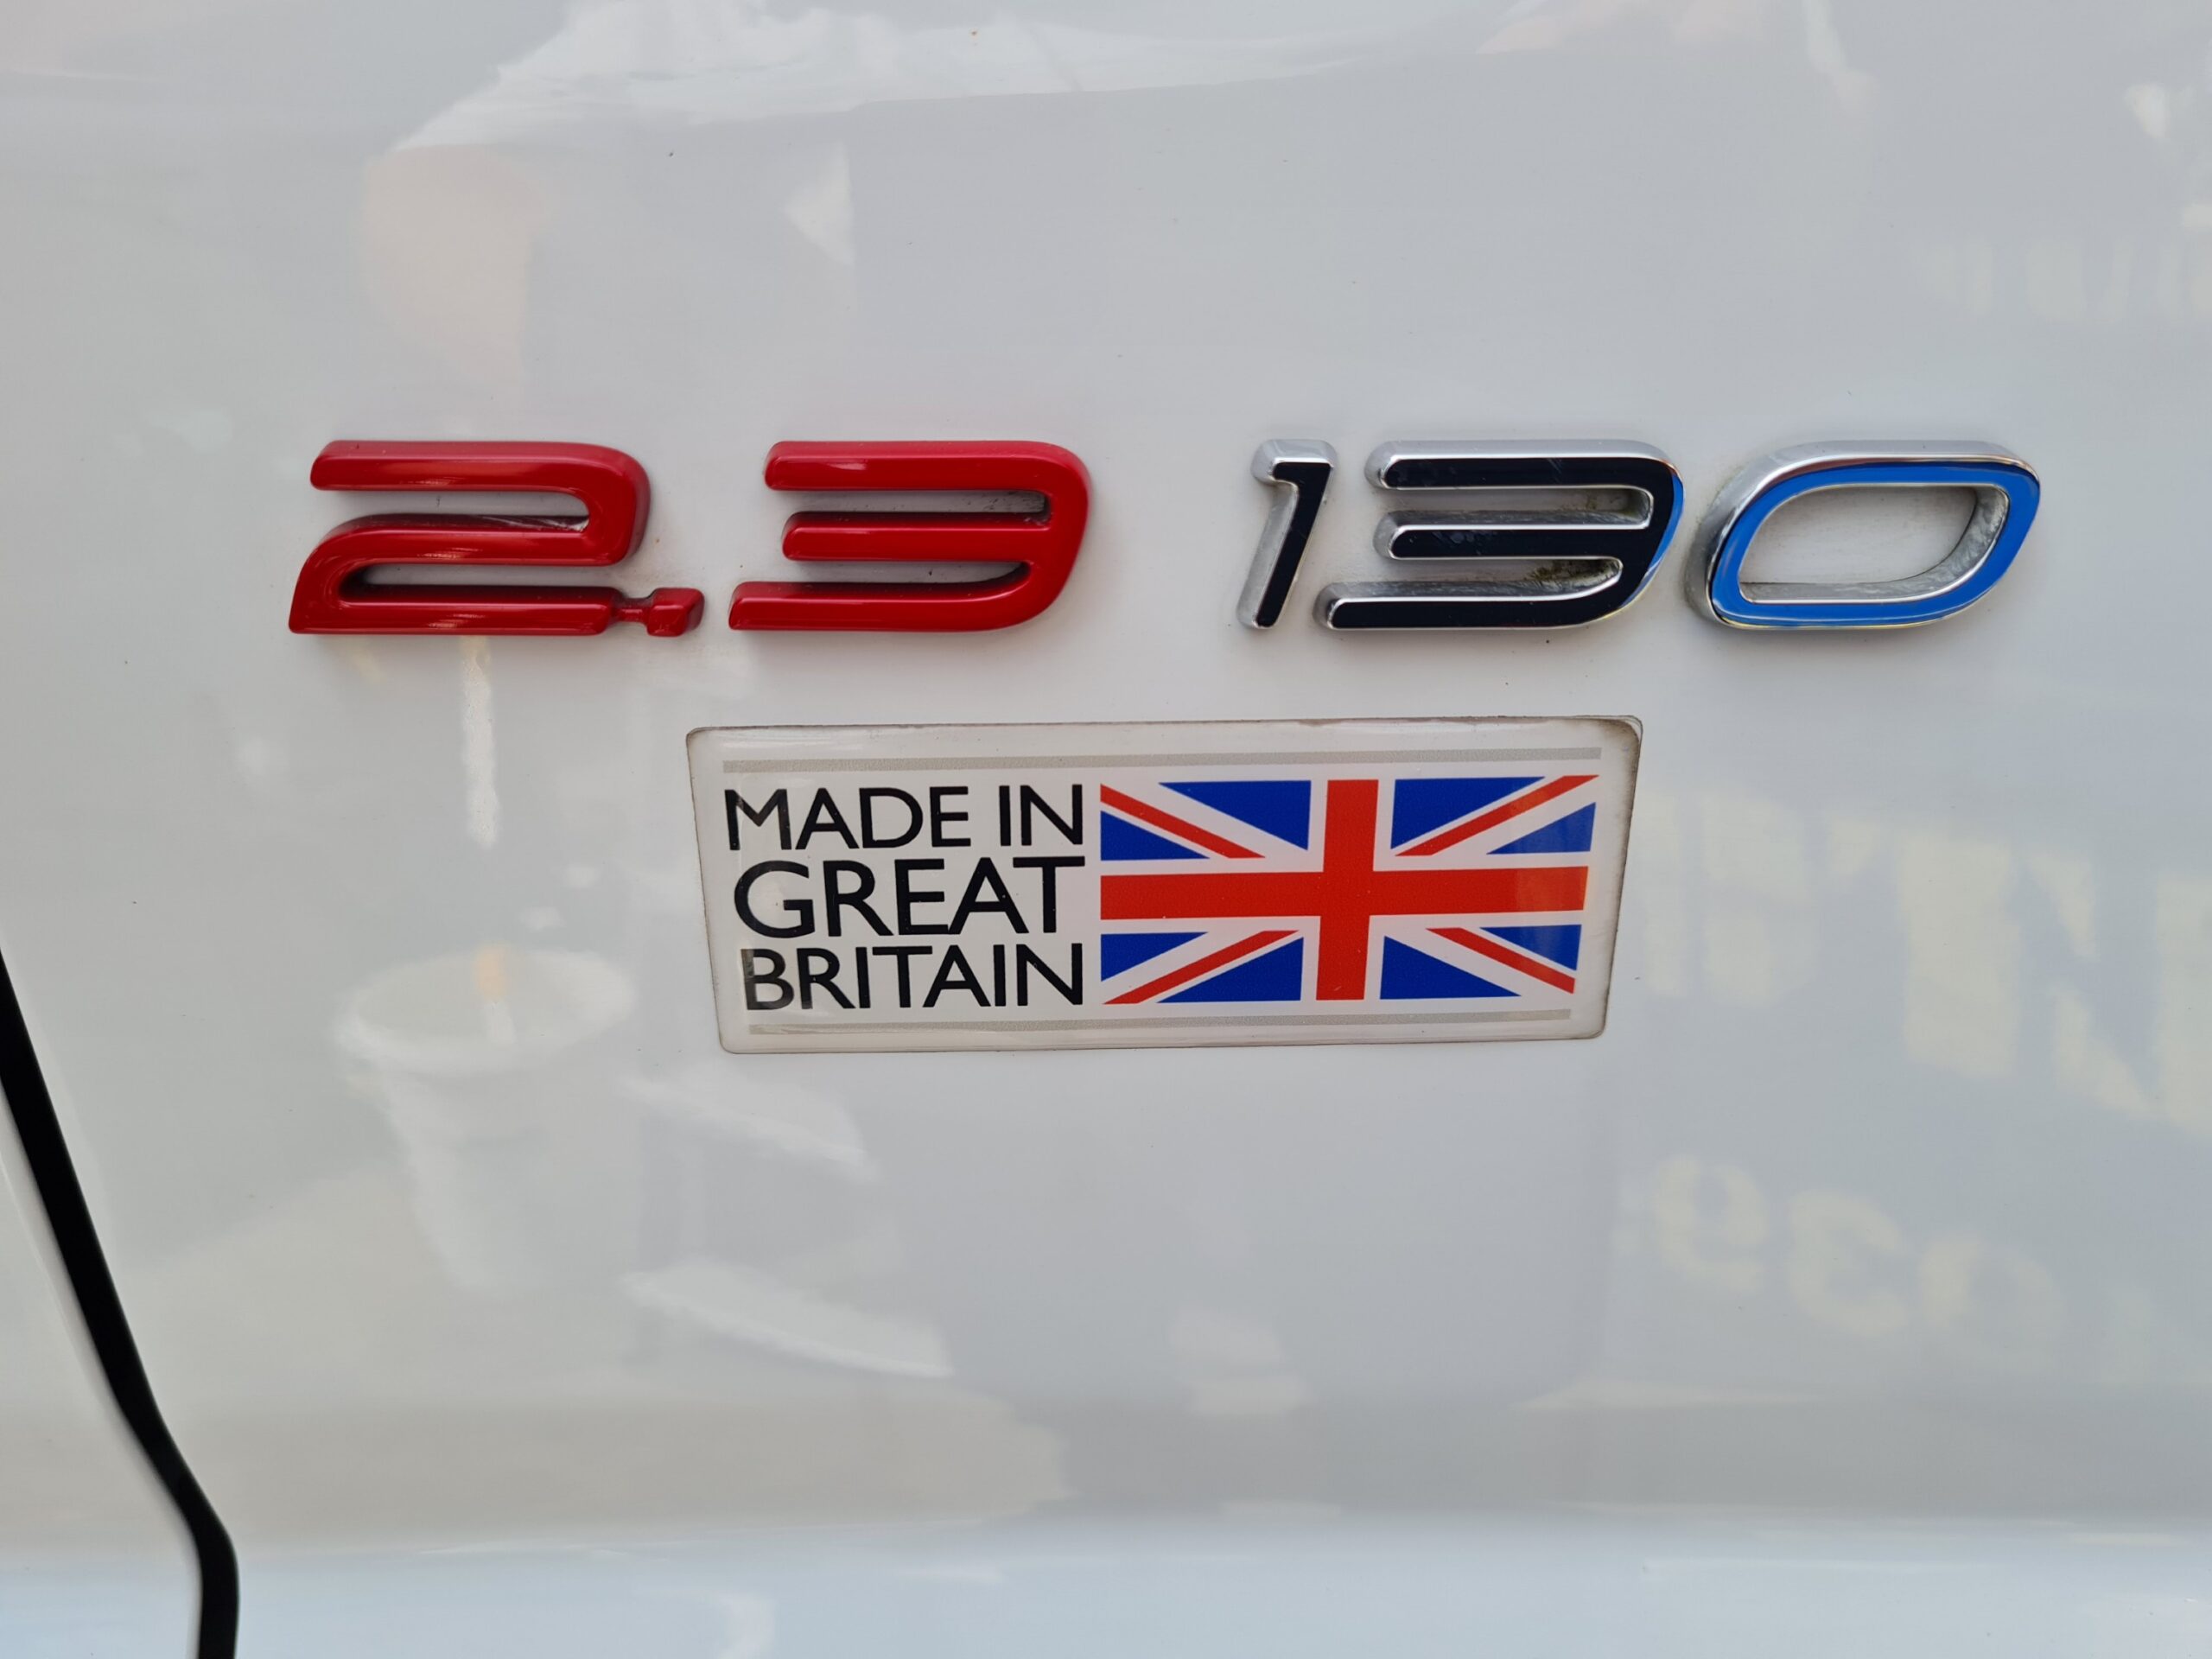 2.3 130
MADE IN
GREAT
BRITAIN